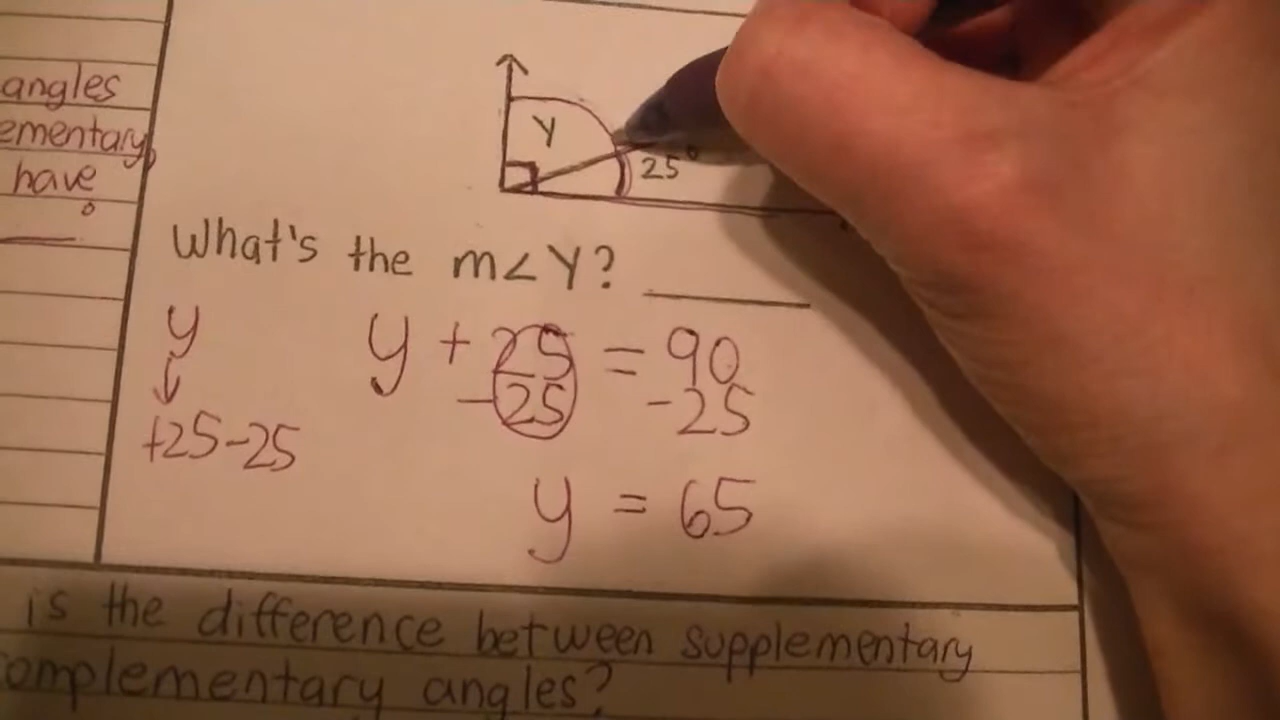 angles
ementary,
have
Y
25°
What's the m∠Y?
y
y + 25 = 90
-25 -25
+25-25
y = 65
is the difference between supplementary
omplementary angles?